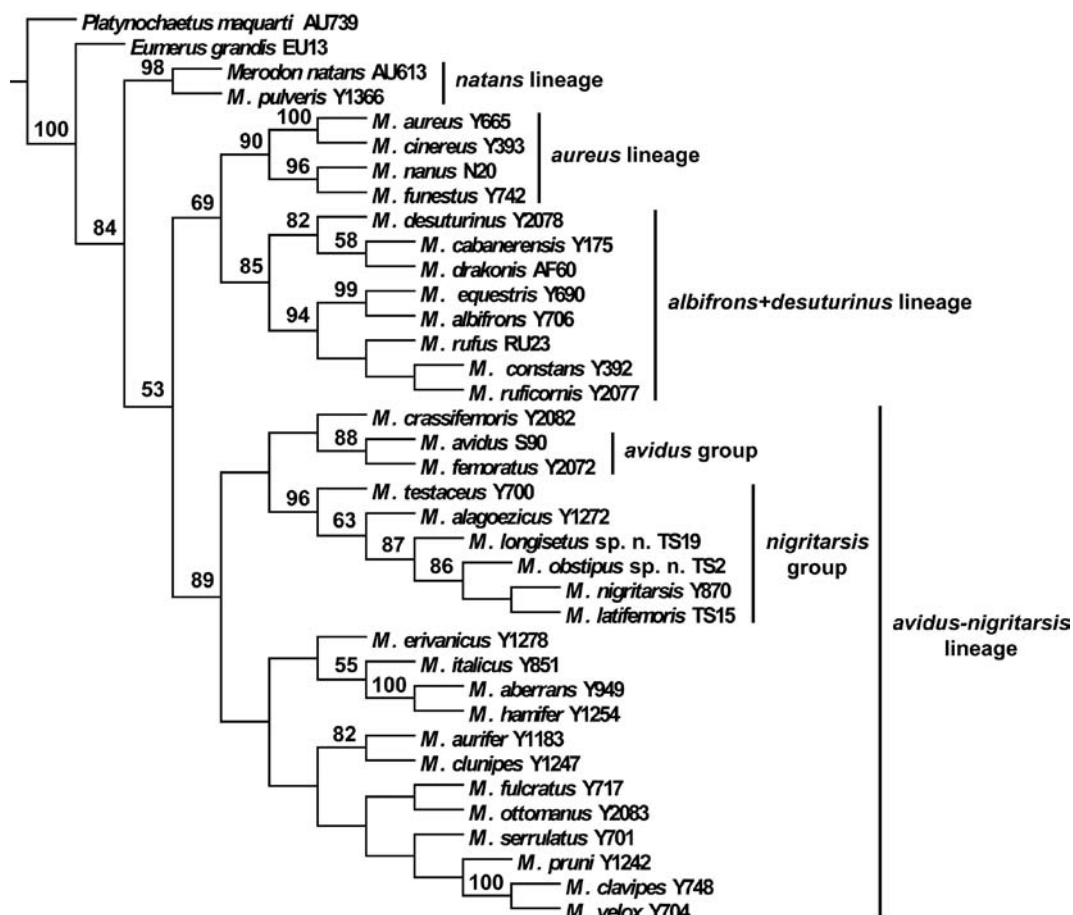 Platynochaetus maquarti AU739
Eumerus grandis EU13
98
Merodon natans AU613
natans lineage
M. pulveris Y1366
100
100
M. aureus Y665
90
M. cinereus Y393
aureus lineage
96
M. nanus N20
M. funestus Y742
69
84
82
M. desuturinus Y2078
58
M. cabanerensis Y175
85
M. drakonis AF60
99
M. equestris Y690
albifrons+desuturinus lineage
94
M. albifrons Y706
M. rufus RU23
M. constans Y392
53
M. ruficornis Y2077
M. crassifemoris Y2082
88
M. avidus S90
avidus group
M. femoratus Y2072
96
M. testaceus Y700
63
M. alagoezicus Y1272
87
M. longisetus sp. n. TS19
nigritarsis
group
86
M. obstipus sp. n. TS2
89
M. nigritarsis Y870
M. latifemoris TS15
avidus-nigritarsis
lineage
M. erivanicus Y1278
55
M. italicus Y851
100
M. aberrans Y949
M. hamifer Y1254
82
M. aurifer Y1183
M. clunipes Y1247
M. fulcratus Y717
M. ottomanus Y2083
M. serrulatus Y701
M. pruni Y1242
100
M. clavipes Y748
M. velox Y704